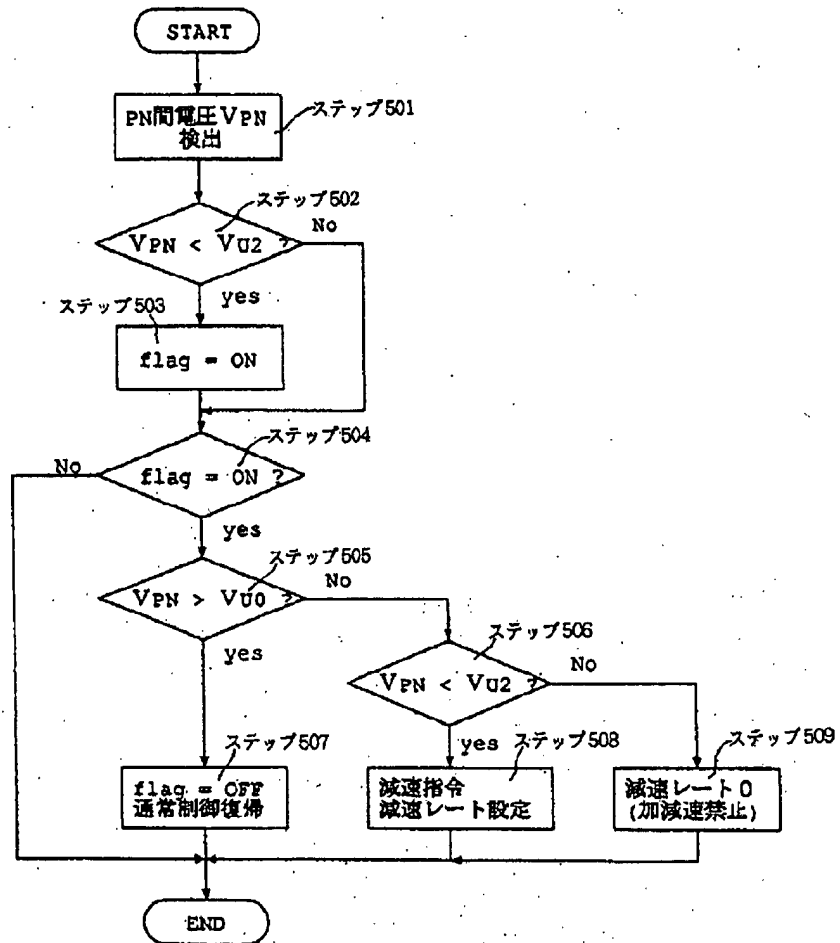 START
PN間電圧VPN
検出
ステップ501
ステップ502
VPN < VU2 ?
No
yes
ステップ503
flag = ON
ステップ504
flag = ON ?
No
yes
ステップ505
VPN > VU0 ?
No
yes
ステップ506
VPN < VU2 ?
No
yes
ステップ507
flag = OFF
通常制御復帰
ステップ508
減速指令
減速レート設定
ステップ509
減速レート0
(加減速禁止)
END